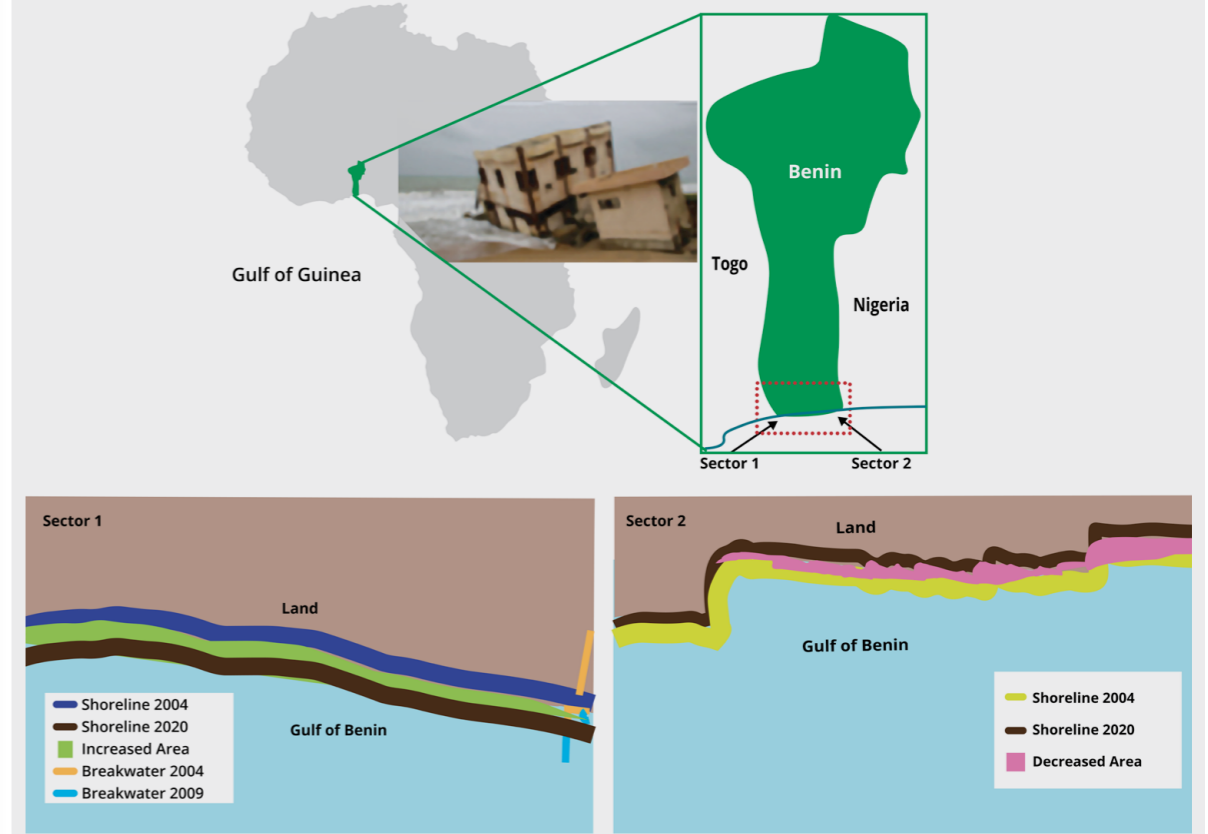 Benin
Togo
Gulf of Guinea
Nigeria
Sector 1
Sector 2
Sector 1
Land
Gulf of Benin
Shoreline 2004
Shoreline 2020
Increased Area
Breakwater 2004
Breakwater 2009
Sector 2
Land
Gulf of Benin
Shoreline 2004
Shoreline 2020
Decreased Area